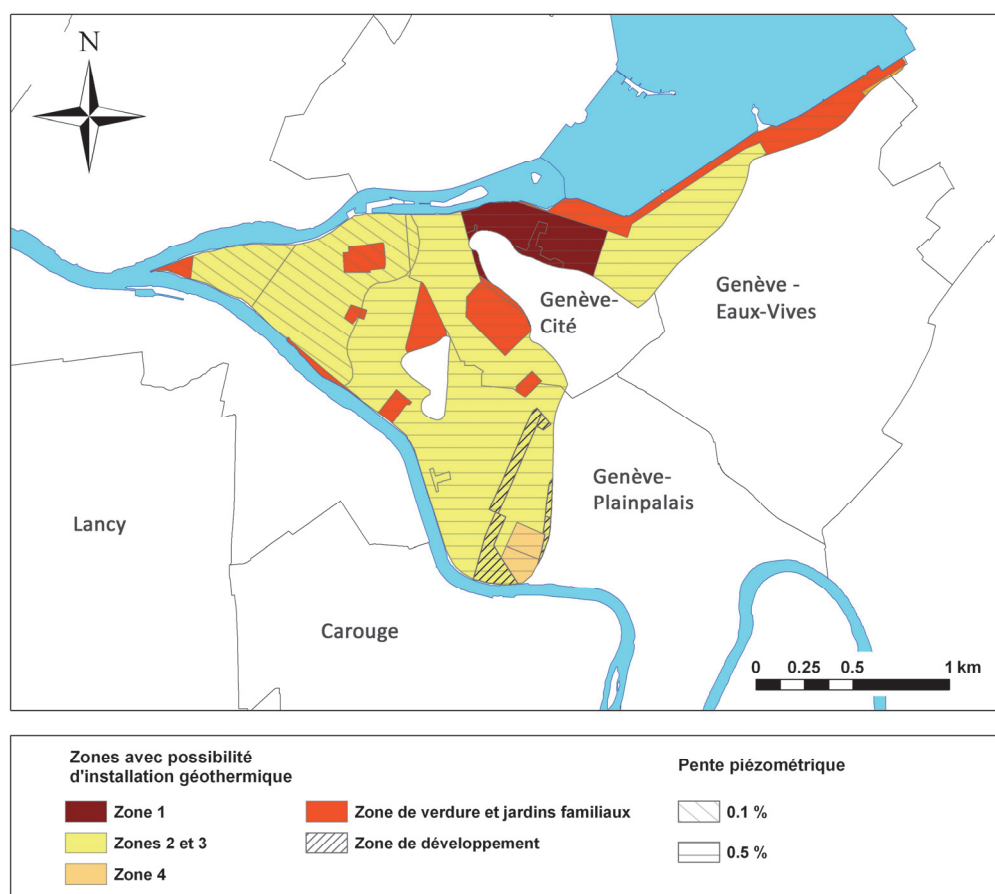 N
Genève-
Cité
Genève -
Eaux-Vives
Genève-
Plainpalais
Lancy
Carouge
0 0.25 0.5 1 km
Zones avec possibilité
d'installation géothermique
Zone 1
Zones 2 et 3
Zone 4
Zone de verdure et jardins familiaux
Zone de développement
Pente piézométrique
0.1 %
0.5 %